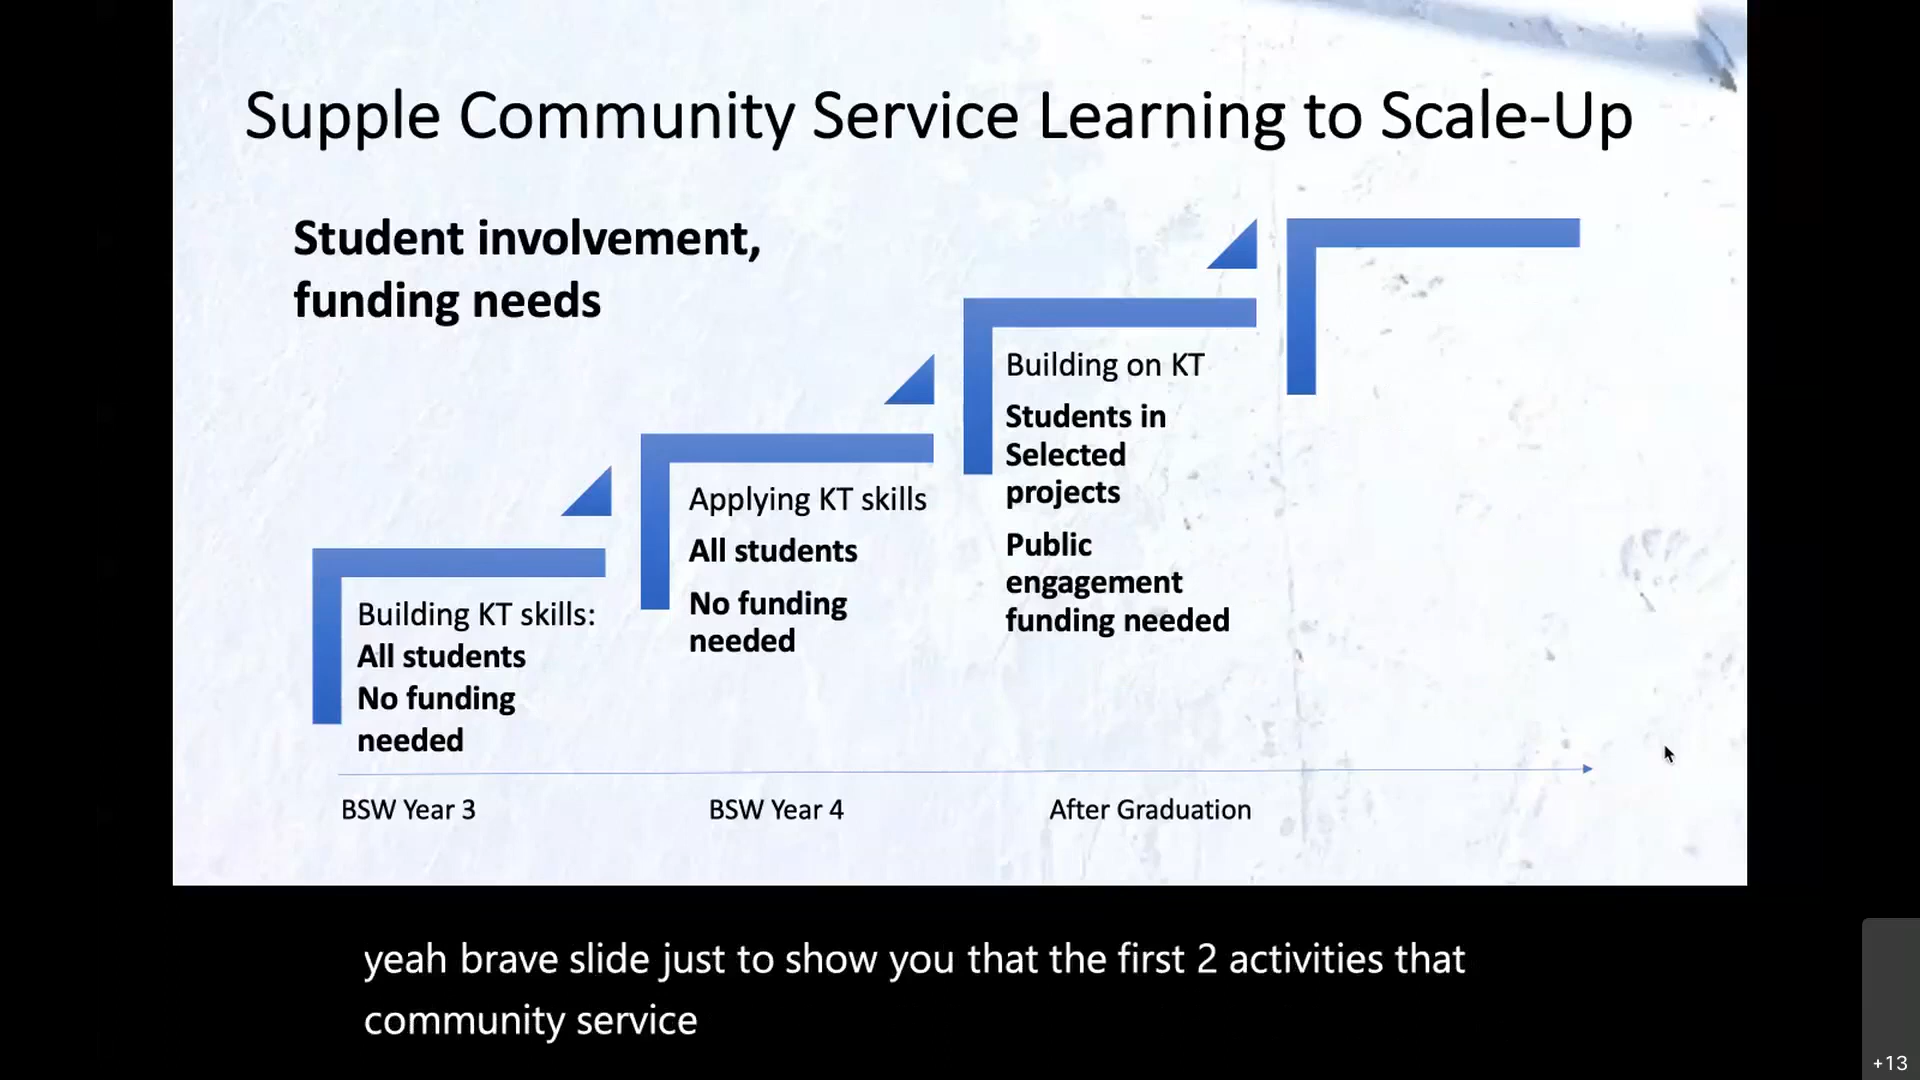 Supple Community Service Learning to Scale-Up
Student involvement,
funding needs
Building KT skills:
All students
No funding
needed
Applying KT skills
All students
No funding
needed
Building on KT
Students in
Selected
projects
Public
engagement
funding needed
BSW Year 3
BSW Year 4
After Graduation
yeah brave slide just to show you that the first 2 activities that
community service
+13